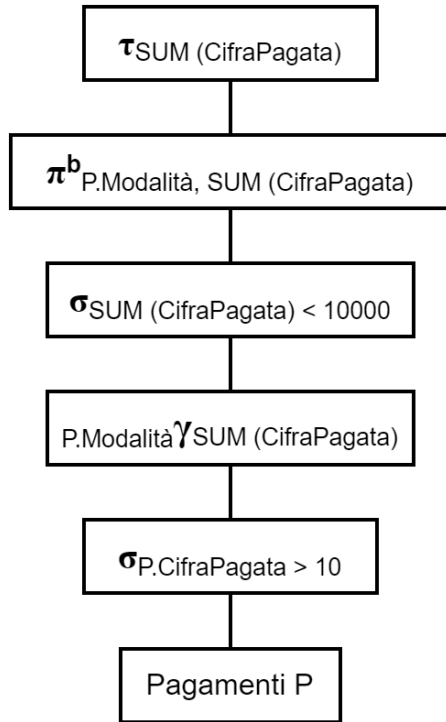 τSUM (CifraPagata)
πbP.Modalità, SUM (CifraPagata)
σSUM (CifraPagata) < 10000
P.ModalitàγSUM (CifraPagata)
σP.CifraPagata > 10
Pagamenti P